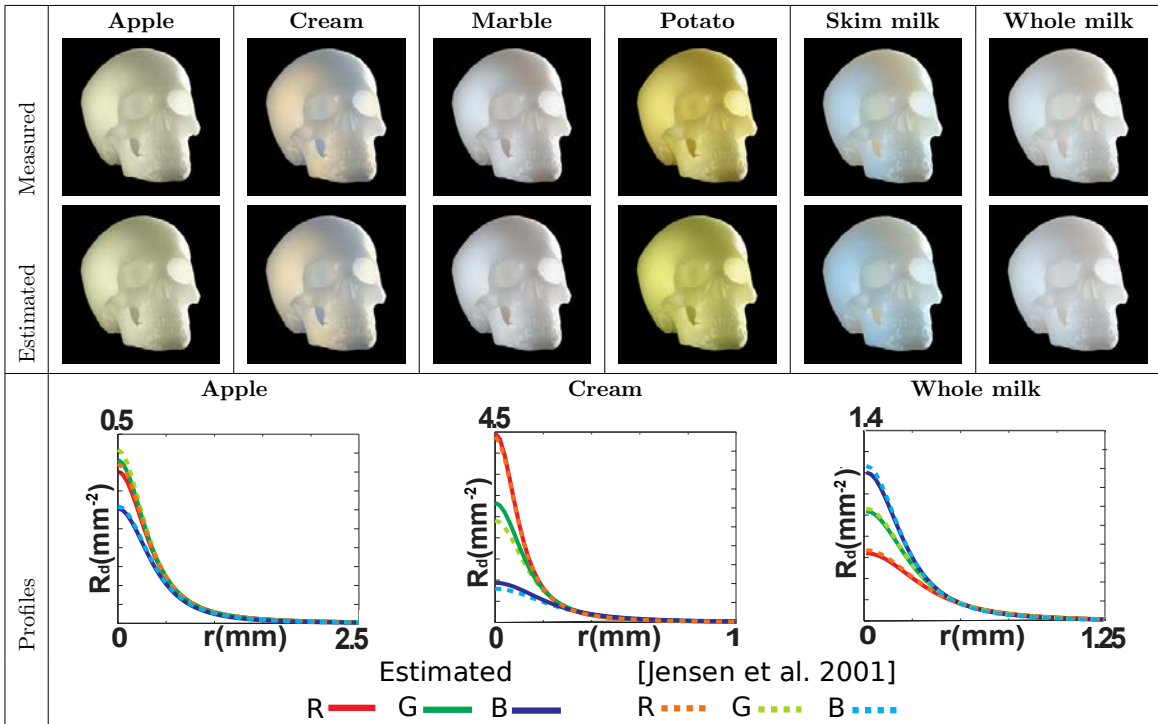 Apple Cream Marble Potato Skim milk Whole milk
Measured
Estimated
Profiles
Apple Cream Whole milk
0.5
Rd(mm-2)
0 r(mm) 2.5
4.5
Rd(mm-2)
0 r(mm) 1
1.4
Rd(mm-2)
0 r(mm) 1.25
Estimated [Jensen et al. 2001]
R G B R G B